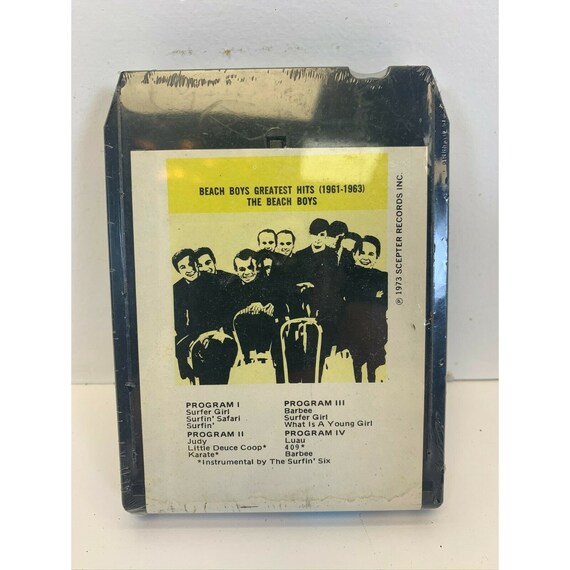 BEACH BOYS GREATEST HITS (1961-1963)
THE BEACH BOYS
℗ 1973 SCEPTER RECORDS INC.
PROGRAM I
Surfer Girl
Surfin' Safari
Surfin'
PROGRAM II
Judy
Little Deuce Coop*
Karate*
PROGRAM III
Barbee
Surfer Girl
What Is A Young Girl
PROGRAM IV
Luau
409*
Barbee
*Instrumental by The Surfin' Six